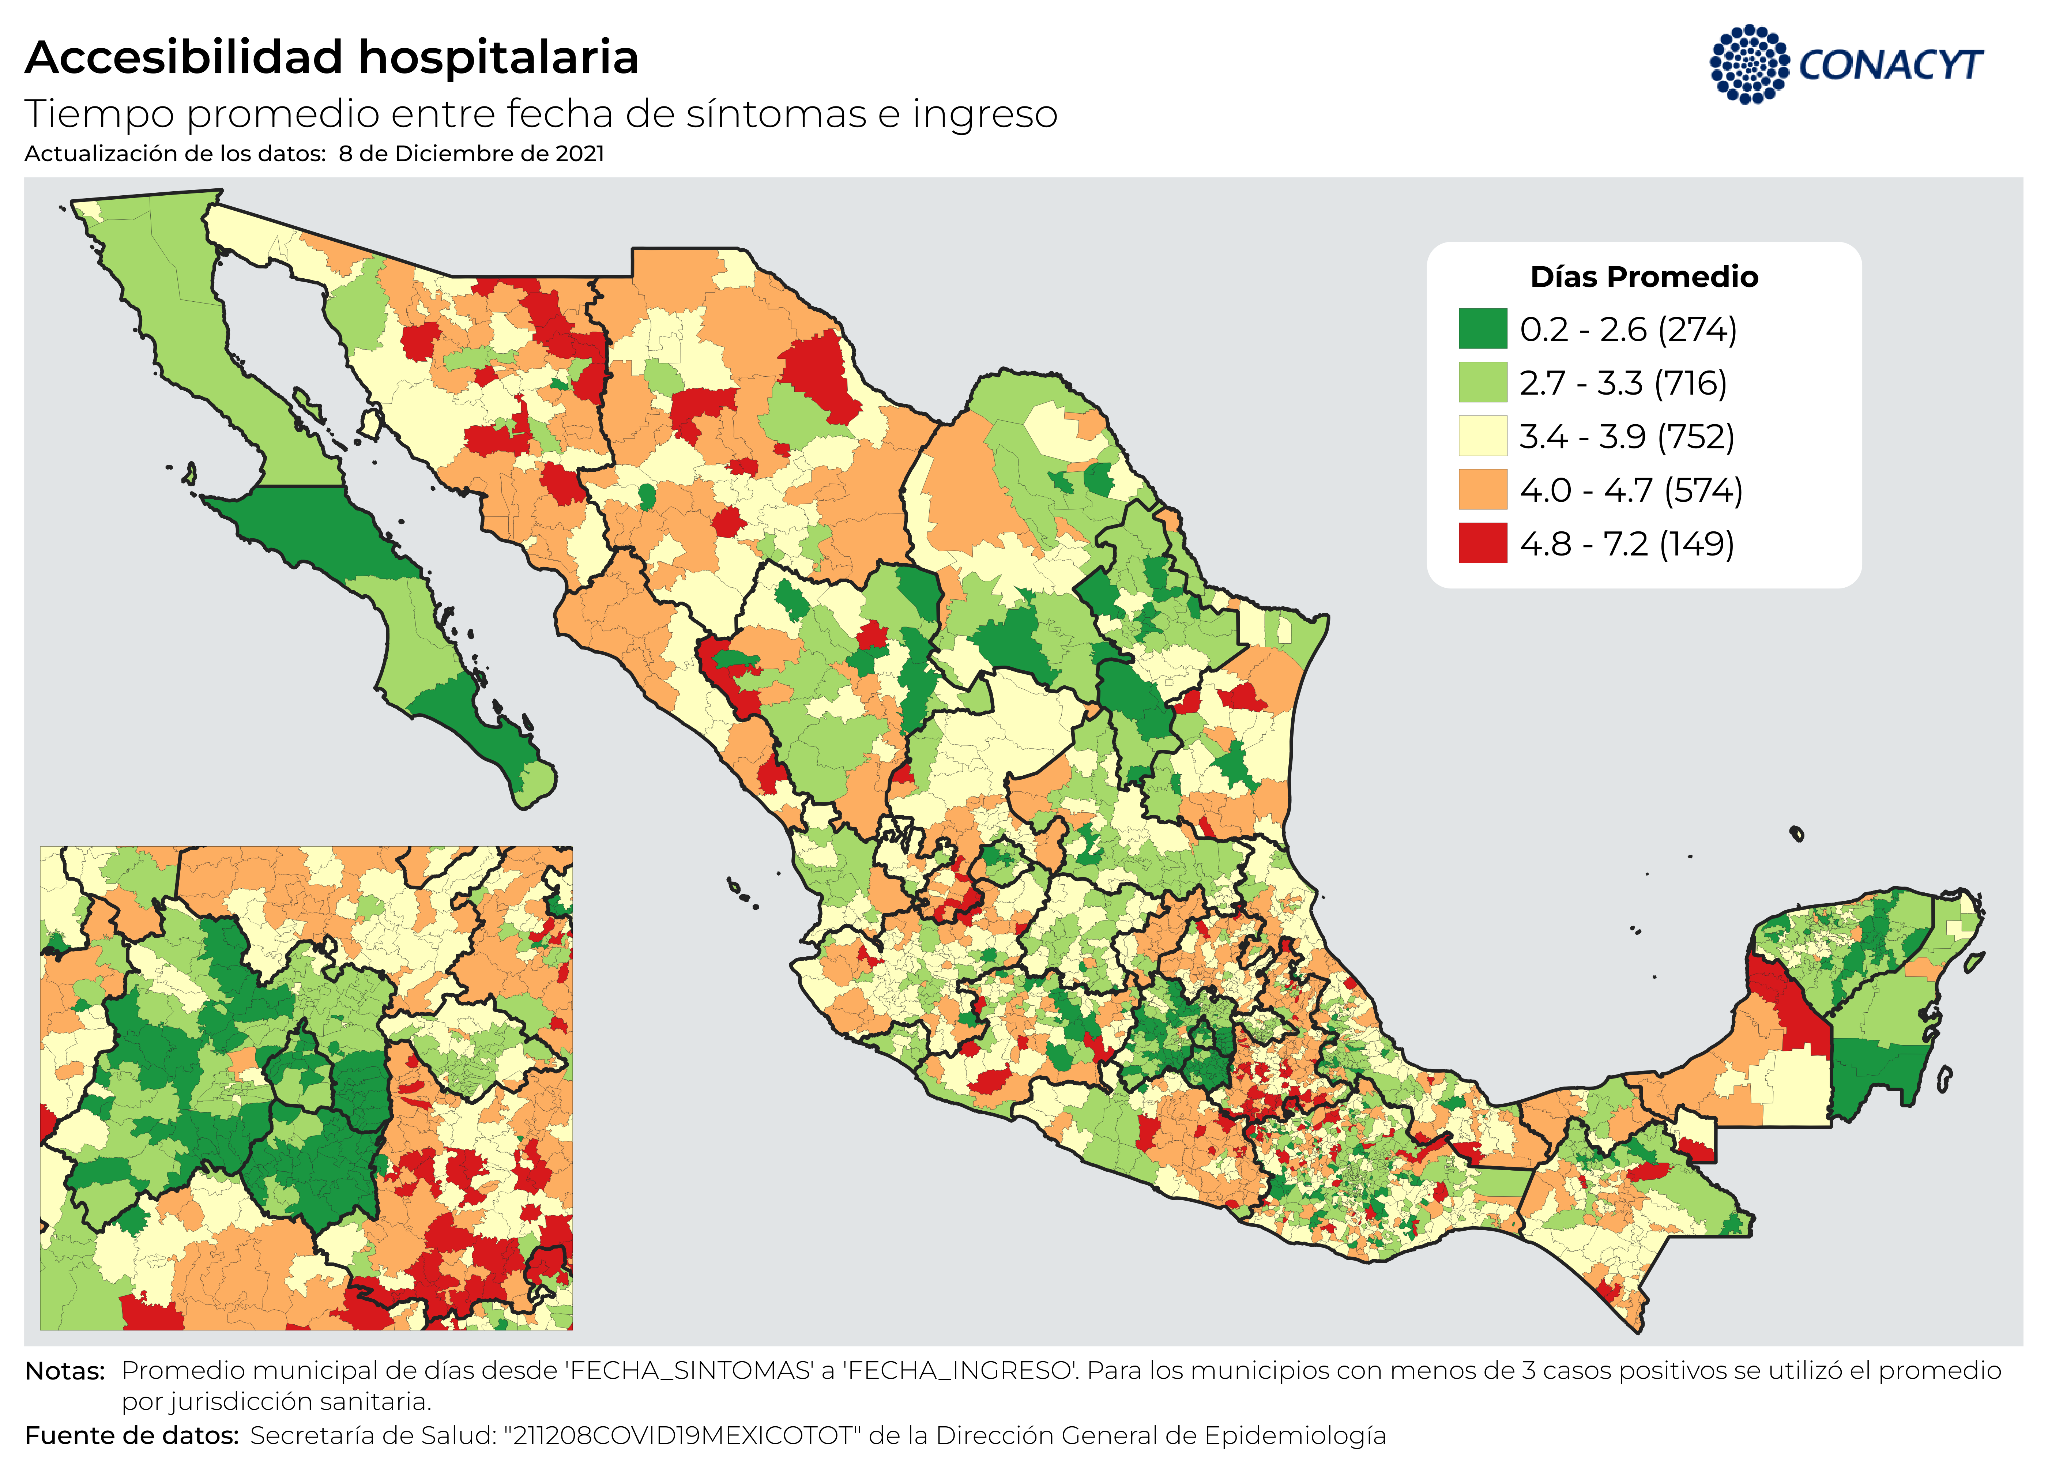 Accesibilidad hospitalaria
CONACYT
Tiempo promedio entre fecha de síntomas e ingreso
Actualización de los datos: 8 de Diciembre de 2021
Días Promedio
0.2 - 2.6 (274)
2.7 - 3.3 (716)
3.4 - 3.9 (752)
4.0 - 4.7 (574)
4.8 - 7.2 (149)
Notas: Promedio municipal de días desde 'FECHA_SINTOMAS' a 'FECHA_INGRESO'. Para los municipios con menos de 3 casos positivos se utilizó el promedio
por jurisdicción sanitaria.
Fuente de datos: Secretaría de Salud: "211208COVID19MEXICOTOT" de la Dirección General de Epidemiología